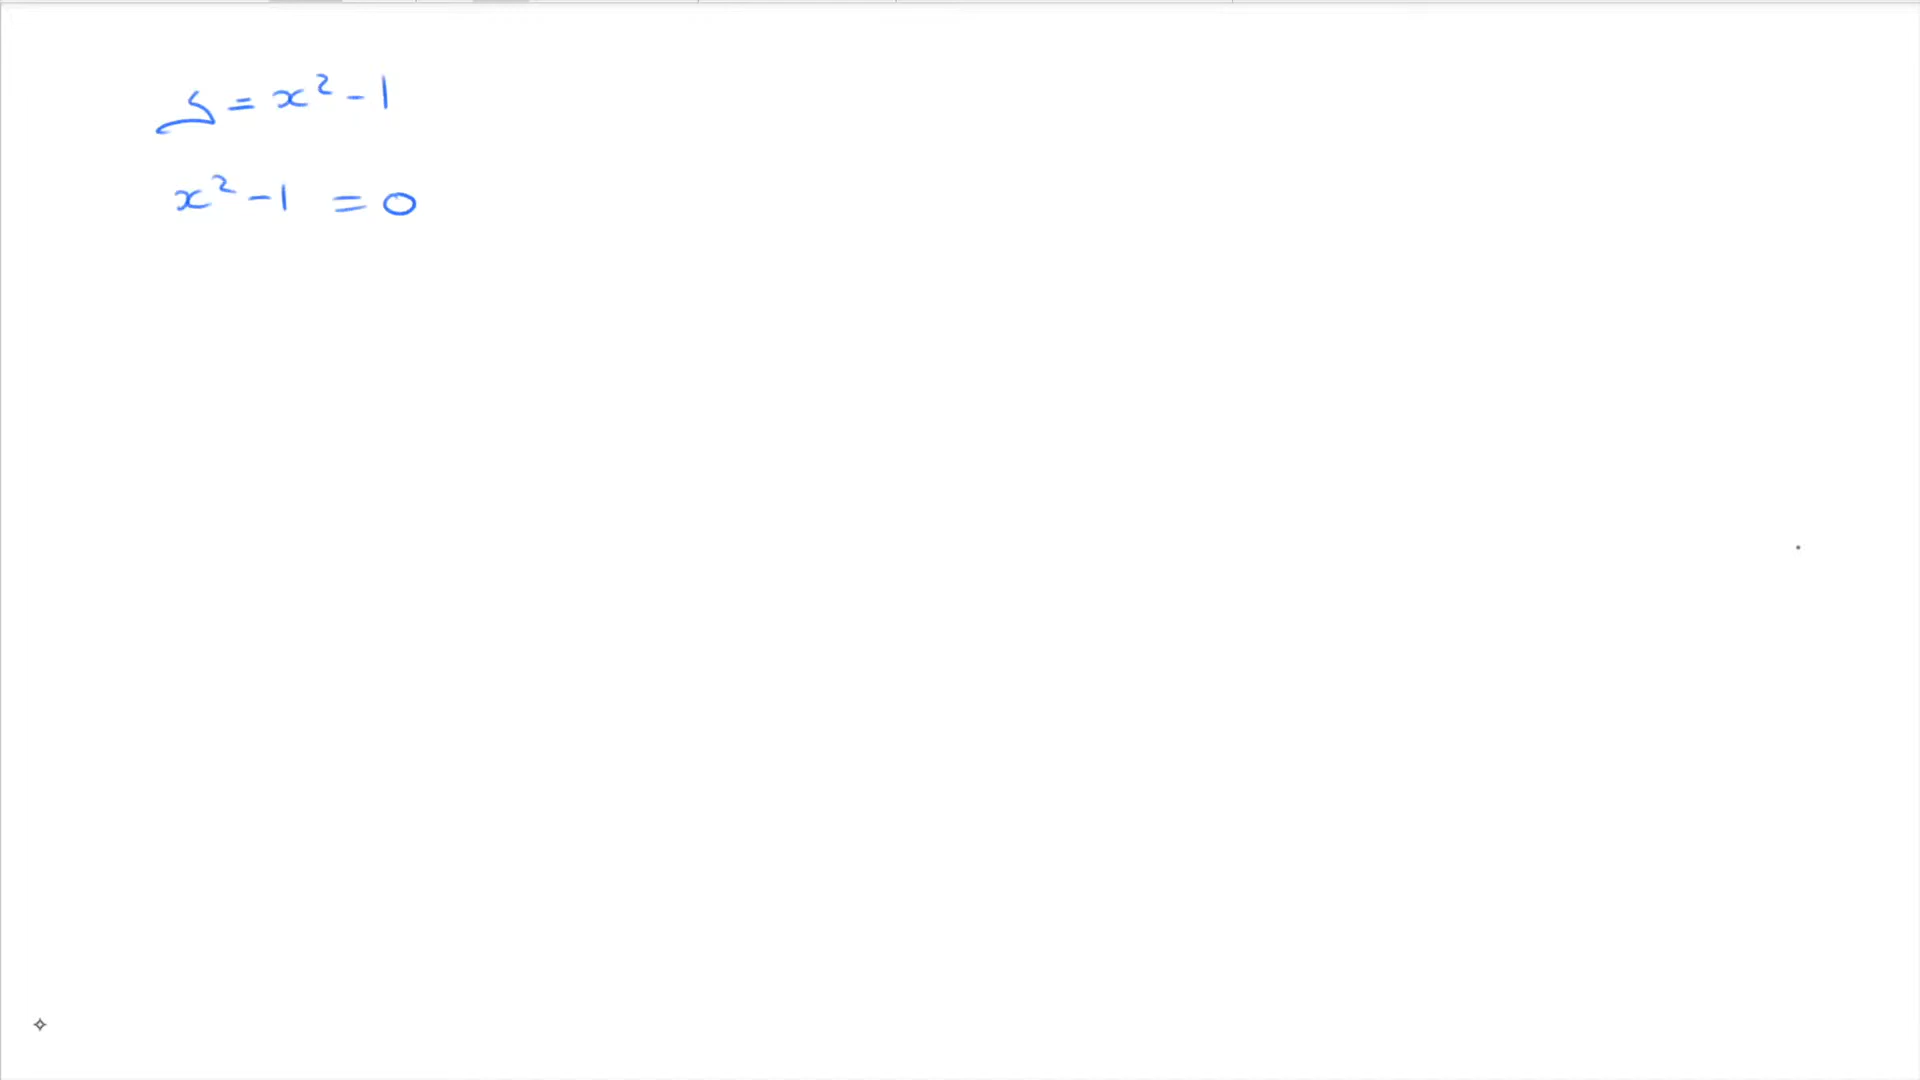 y = x² - 1
x² - 1 = 0